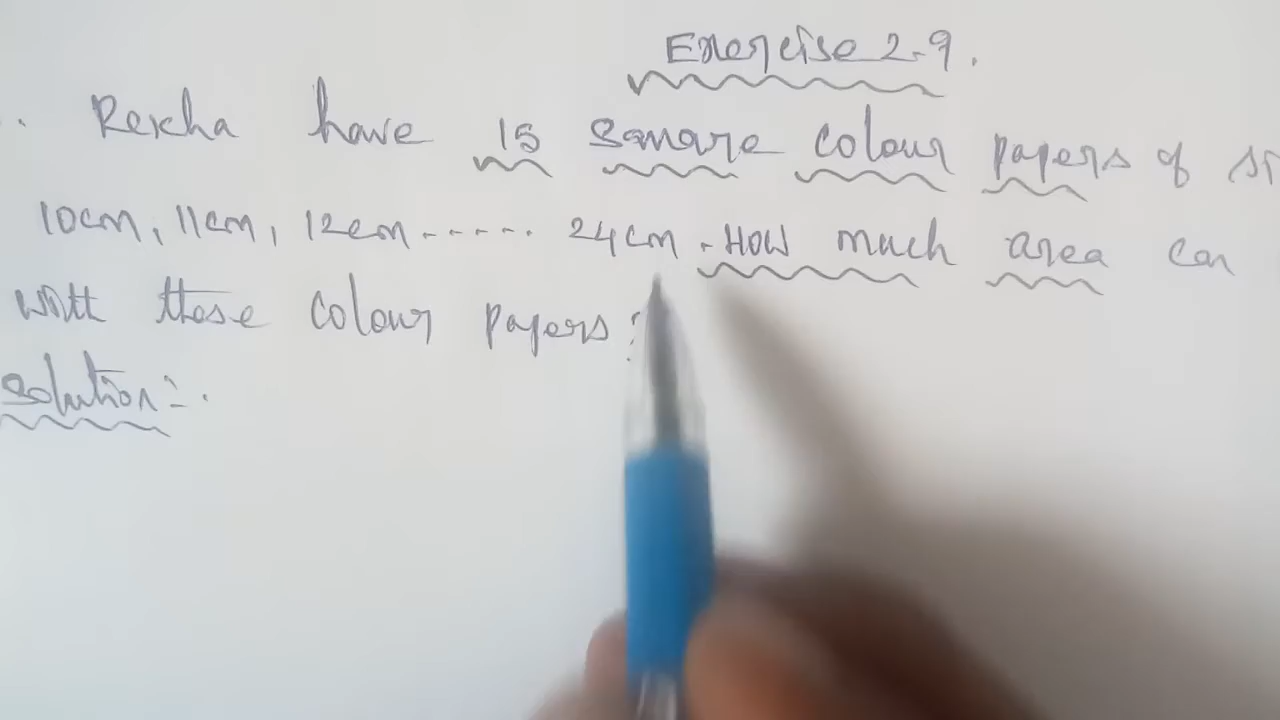 Exercise 2.9.
Rekha have 15 Square colour papers of
10cm, 11cm, 12cm...... 24cm. How much area can
with these colour papers?
Solution:-.